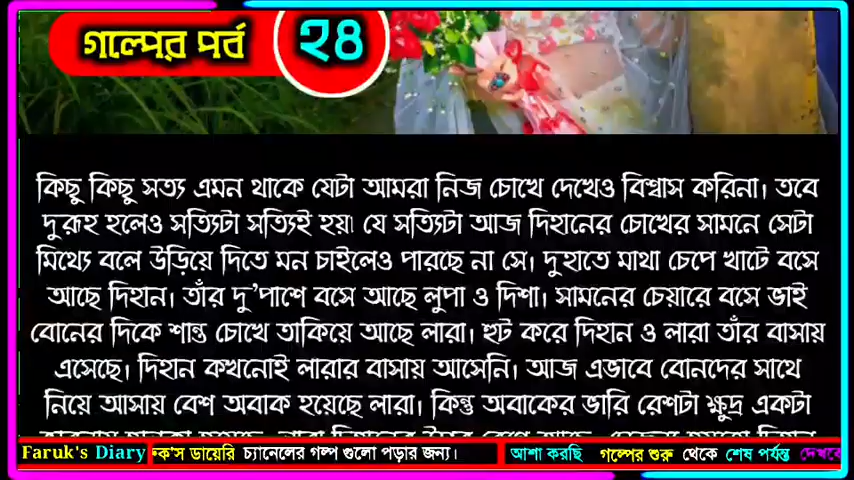 গল্পের পর্ব ২৪
কিছু কিছু সত্য এমন থাকে যেটা আমরা নিজ চোখে দেখেও বিশ্বাস করিনা। তবে
দুরূহ হলেও সত্যিটা সত্যিই হয়। যে সত্যিটা আজ দিহানের চোখের সামনে সেটা
মিথ্যে বলে উড়িয়ে দিতে মন চাইলেও পারছে না সে। দুহাতে মাথা চেপে খাটে বসে
আছে দিহান। তাঁর দু'পাশে বসে আছে লুপা ও দিশা। সামনের চেয়ারে বসে ভাই
বোনের দিকে শান্ত চোখে তাকিয়ে আছে লারা। হুট করে দিহান ও লারা তাঁর বাসায়
এসেছে। দিহান কখনোই লারার বাসায় আসেনি। আজ এভাবে বোনদের সাথে
নিয়ে আসায় বেশ অবাক হয়েছে লারা। কিন্তু অবাকের ভারি রেশটা ক্ষুদ্র একটা
Faruk's Diary ক'স ডায়েরি চ্যানেলের গল্প গুলো পড়ার জন্য। আশা করছি গল্পের শুরু থেকে শেষ পর্যন্ত